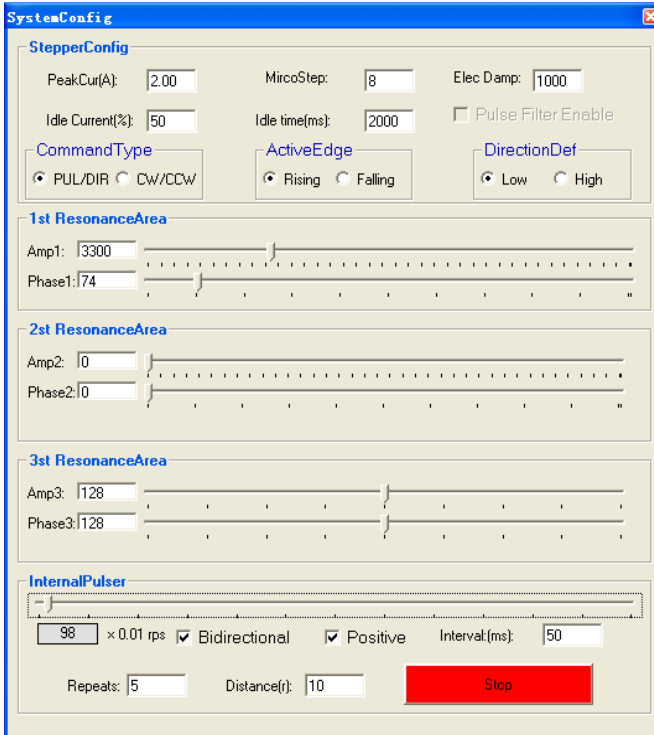 SystemConfig
StepperConfig
PeakCur(A): 2.00 MircoStep: 8 Elec Damp: 1000
Idle Current(%): 50 Idle time(ms): 2000 Pulse Filter Enable
CommandType ActiveEdge DirectionDef
PUL/DIR CW/CCW Rising Falling Low High
1st ResonanceArea
Amp1: 3300
Phase1: 74
2st ResonanceArea
Amp2: 0
Phase2: 0
3st ResonanceArea
Amp3: 128
Phase3: 128
InternalPulser
98 × 0.01 rps Bidirectional Positive Interval:(ms): 50
Repeats: 5 Distance(r): 10 Stop